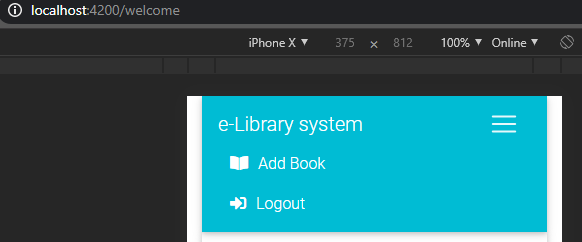 localhost:4200/welcome
iPhone X ▼ 375 × 812 100% ▼ Online ▼
e-Library system
Add Book
Logout